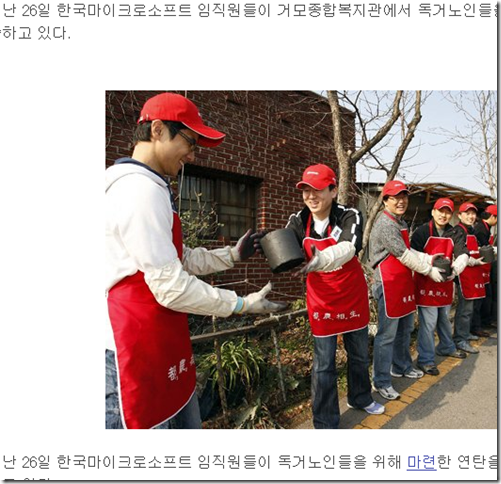 난 26일 한국마이크로소프트 임직원들이 거모종합복지관에서 독거노인들을
하고 있다.
난 26일 한국마이크로소프트 임직원들이 독거노인들을 위해 마련한 연탄을